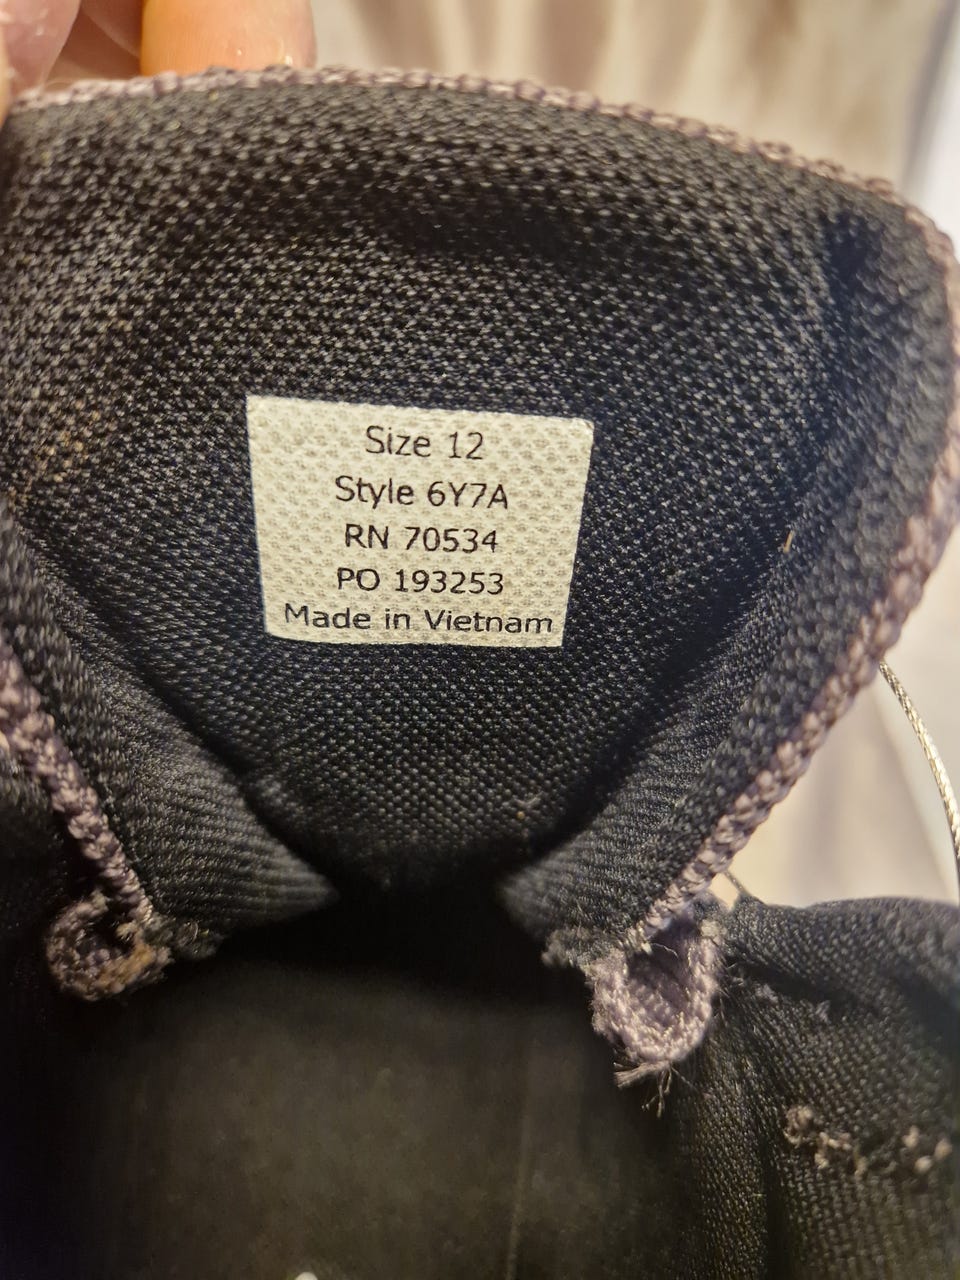 Size 12
Style 6Y7A
RN 70534
PO 193253
Made in Vietnam